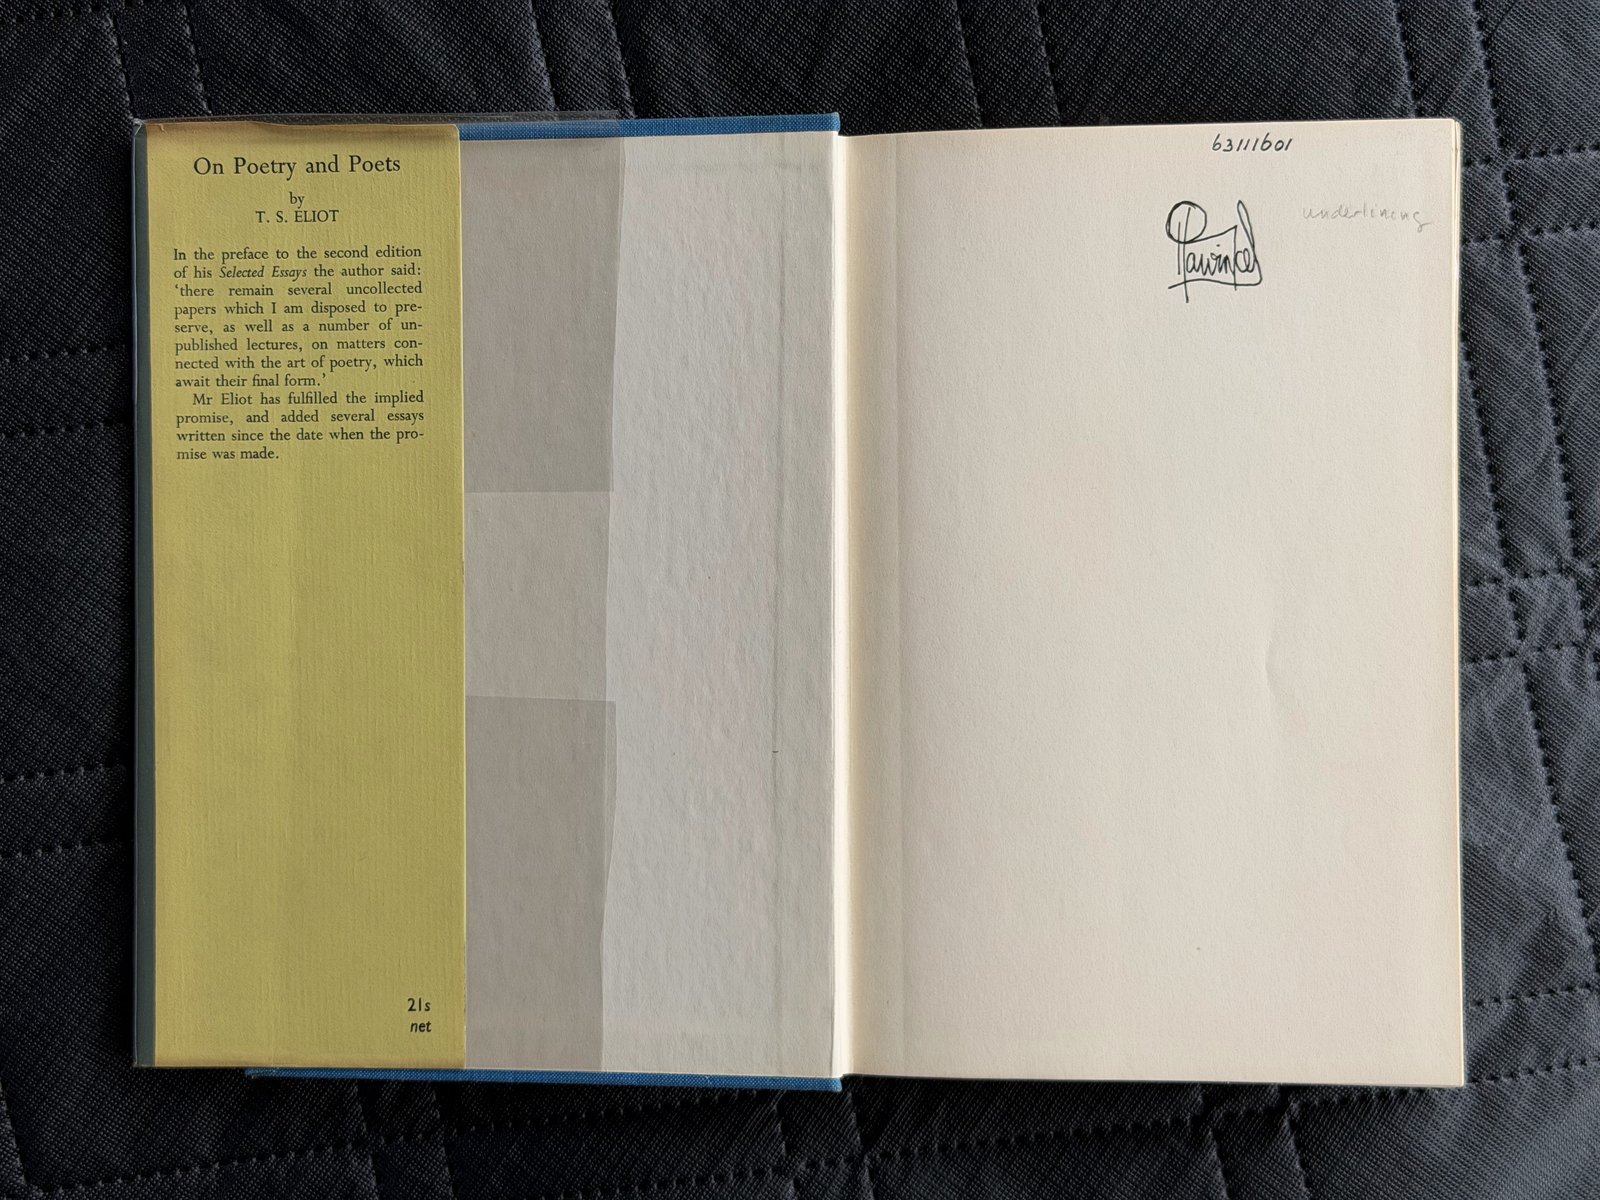 On Poetry and Poets
by
T. S. ELIOT
In the preface to the second edition
of his Selected Essays the author said:
‘there remain several uncollected
papers which I am disposed to pre-
serve, as well as a number of un-
published lectures, on matters con-
nected with the art of poetry, which
await their final form.’
Mr Eliot has fulfilled the implied
promise, and added several essays
written since the date when the pro-
mise was made.
21s
net
63111601
underlining